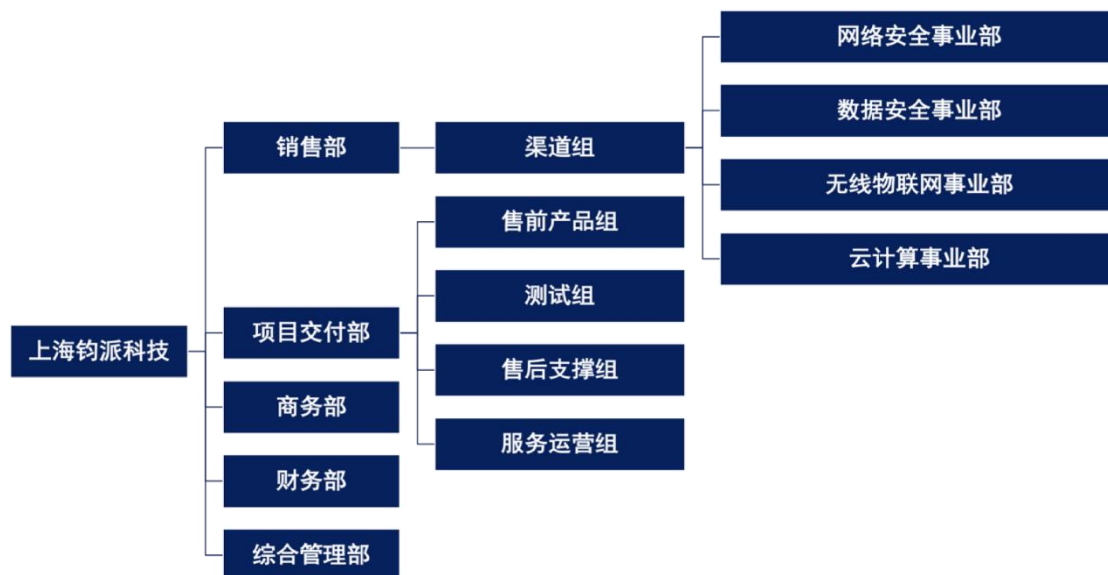 上海钧派科技
销售部
渠道组
网络安全事业部
数据安全事业部
无线物联网事业部
云计算事业部
项目交付部
售前产品组
测试组
售后支撑组
服务运营组
商务部
财务部
综合管理部